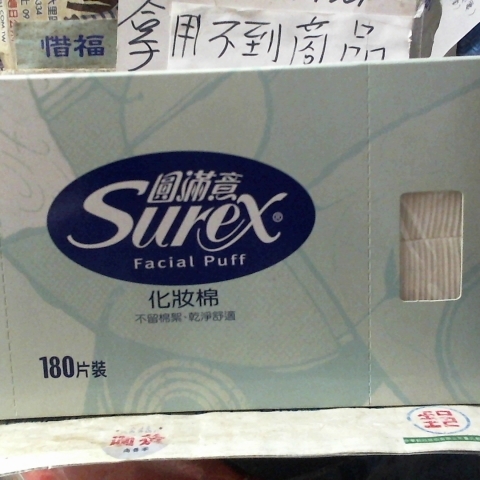 惜福
拿用不到商品
圓滿意
Surex®
Facial Puff
化妝棉
不留棉絮、乾淨舒適
180片裝